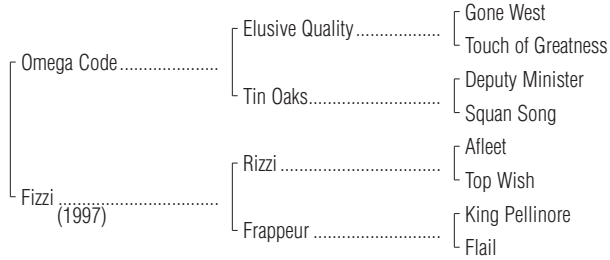 Gone West
Elusive Quality
Touch of Greatness
Omega Code
Deputy Minister
Tin Oaks
Squan Song
Afleet
Rizzi
Top Wish
Fizzi
(1997)
King Pellinore
Frappeur
Flail